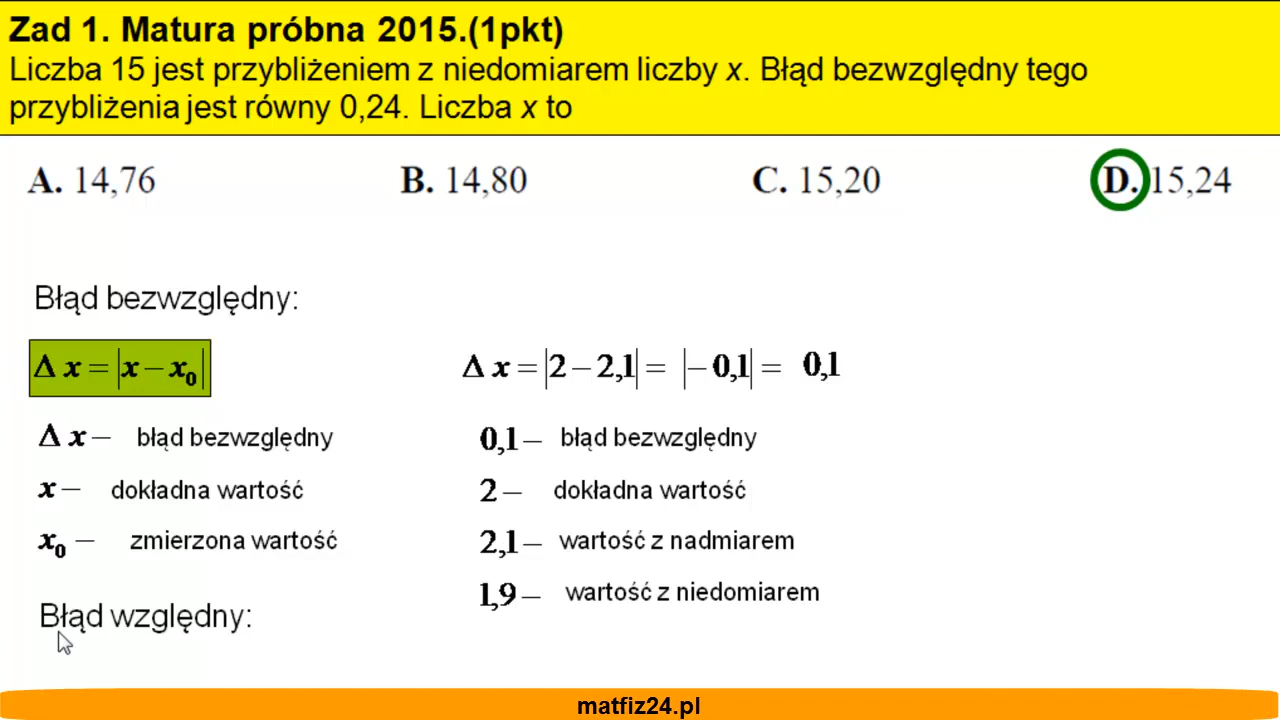 Zad 1. Matura próbna 2015.(1pkt)
Liczba 15 jest przybliżeniem z niedomiarem liczby x. Błąd bezwzględny tego
przybliżenia jest równy 0,24. Liczba x to
A. 14,76 B. 14,80 C. 15,20 D. 15,24
Błąd bezwzględny:
Δ x = |x − x₀|
Δ x = |2 − 2,1| = |− 0,1| = 0,1
Δ x − błąd bezwzględny
x − dokładna wartość
x₀ − zmierzona wartość
0,1 − błąd bezwzględny
2 − dokładna wartość
2,1 − wartość z nadmiarem
1,9 − wartość z niedomiarem
Błąd względny:
matfiz24.pl